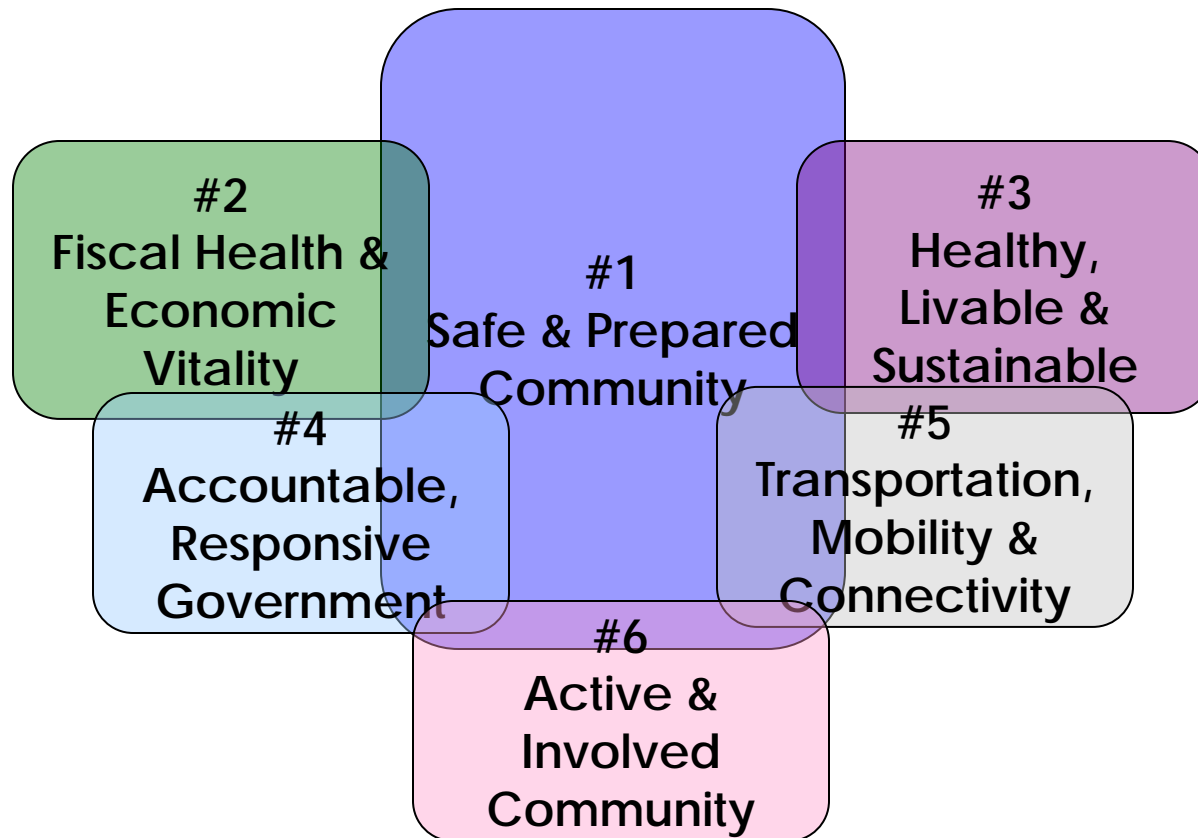 #1
Safe & Prepared
Community
#2
Fiscal Health &
Economic
Vitality
#3
Healthy,
Livable &
Sustainable
#4
Accountable,
Responsive
Government
#5
Transportation,
Mobility &
Connectivity
#6
Active &
Involved
Community